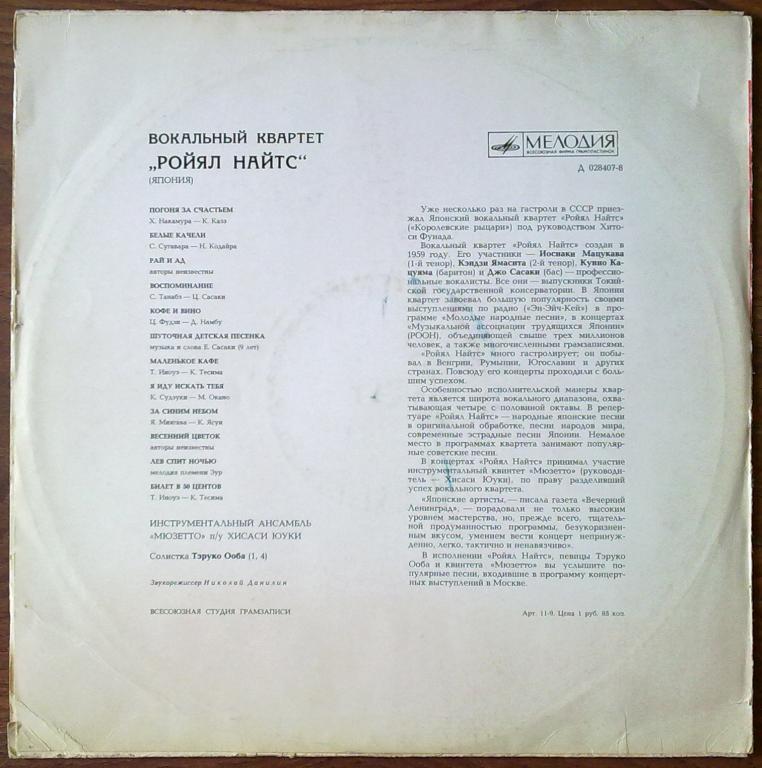 ВОКАЛЬНЫЙ КВАРТЕТ
„РОЙЯЛ НАЙТС“
(ЯПОНИЯ)
МЕЛОДИЯ
ВСЕСОЮЗНАЯ ФИРМА ГРАМПЛАСТИНОК
Д 028407-8
ПОГОНЯ ЗА СЧАСТЬЕМ
Х. Накамура — К. Казэ
БЕЛЫЕ КАЧЕЛИ
С. Сугавара — Н. Кодайра
РАЙ И АД
авторы неизвестны
ВОСПОМИНАНИЕ
С. Танабэ — Ц. Сасаки
КОФЕ И ВИНО
Ц. Фудзи — Д. Намбу
ШУТОЧНАЯ ДЕТСКАЯ ПЕСЕНКА
музыка и слова Е. Сасаки (9 лет)
МАЛЕНЬКОЕ КАФЕ
Т. Иноуэ — К. Тесима
Я ИДУ ИСКАТЬ ТЕБЯ
К. Судзуки — М. Окано
ЗА СИНИМ НЕБОМ
Я. Миягава — К. Ясуи
ВЕСЕННИЙ ЦВЕТОК
авторы неизвестны
ЛЕВ СПИТ НОЧЬЮ
мелодия племени Зур
БИЛЕТ В 50 ЦЕНТОВ
Т. Иноуэ — К. Тесима
ИНСТРУМЕНТАЛЬНЫЙ АНСАМБЛЬ
«МЮЗЕТТО» п/у ХИСАСИ ЮУКИ
Солистка Тэруко Ооба (1, 4)
Звукорежиссер Николай Данилин
ВСЕСОЮЗНАЯ СТУДИЯ ГРАМЗАПИСИ
Уже несколько раз на гастроли в СССР приез-
жал Японский вокальный квартет «Ройял Найтс»
(«Королевские рыцари») под руководством Хито-
си Фунада.
Вокальный квартет «Ройял Найтс» создан в
1959 году. Его участники — Иосиаки Мацукава
(1-й тенор), Кэндзи Ямасита (2-й тенор), Кунио Ка-
цуяма (баритон) и Джо Сасаки (бас) — профессио-
нальные вокалисты. Все они — выпускники Токий-
ской государственной консерватории. В Японии
квартет завоевал большую популярность своими
выступлениями по радио («Эн-Эйч-Кей») в про-
грамме «Молодые народные песни», в концертах
«Музыкальной ассоциации трудящихся Японии»
(РООН), объединяющей свыше трех миллионов
человек, а также многочисленными грамзаписями.
«Ройял Найтс» много гастролирует; он побы-
вал в Венгрии, Румынии, Югославии и других
странах. Повсюду его концерты проходили с боль-
шим успехом.
Особенностью исполнительской манеры квар-
тета является широта вокального диапазона, охва-
тывающая четыре с половиной октавы. В репер-
туаре «Ройял Найтс» — народные японские песни
в оригинальной обработке, песни народов мира,
современные эстрадные песни Японии. Немалое
место в программах квартета занимают популяр-
ные советские песни.
В концертах «Ройял Найтс» принимал участие
инструментальный квинтет «Мюзетто» (руководи-
тель — Хисаси Юуки), по праву разделивший
успех вокального квартета.
«Японские артисты, — писала газета «Вечерний
Ленинград», — порадовали не только высоким
уровнем мастерства, но, прежде всего, тщатель-
ной продуманностью программы, безукоризнен-
ным вкусом, умением вести концерт непринуж-
денно, легко, тактично и ненавязчиво».
В исполнении «Ройял Найтс», певицы Тэруко
Ооба и квинтета «Мюзетто» вы услышите по-
пулярные песни, входившие в программу концерт-
ных выступлений в Москве.
Арт. 11-9. Цена 1 руб. 85 коп.